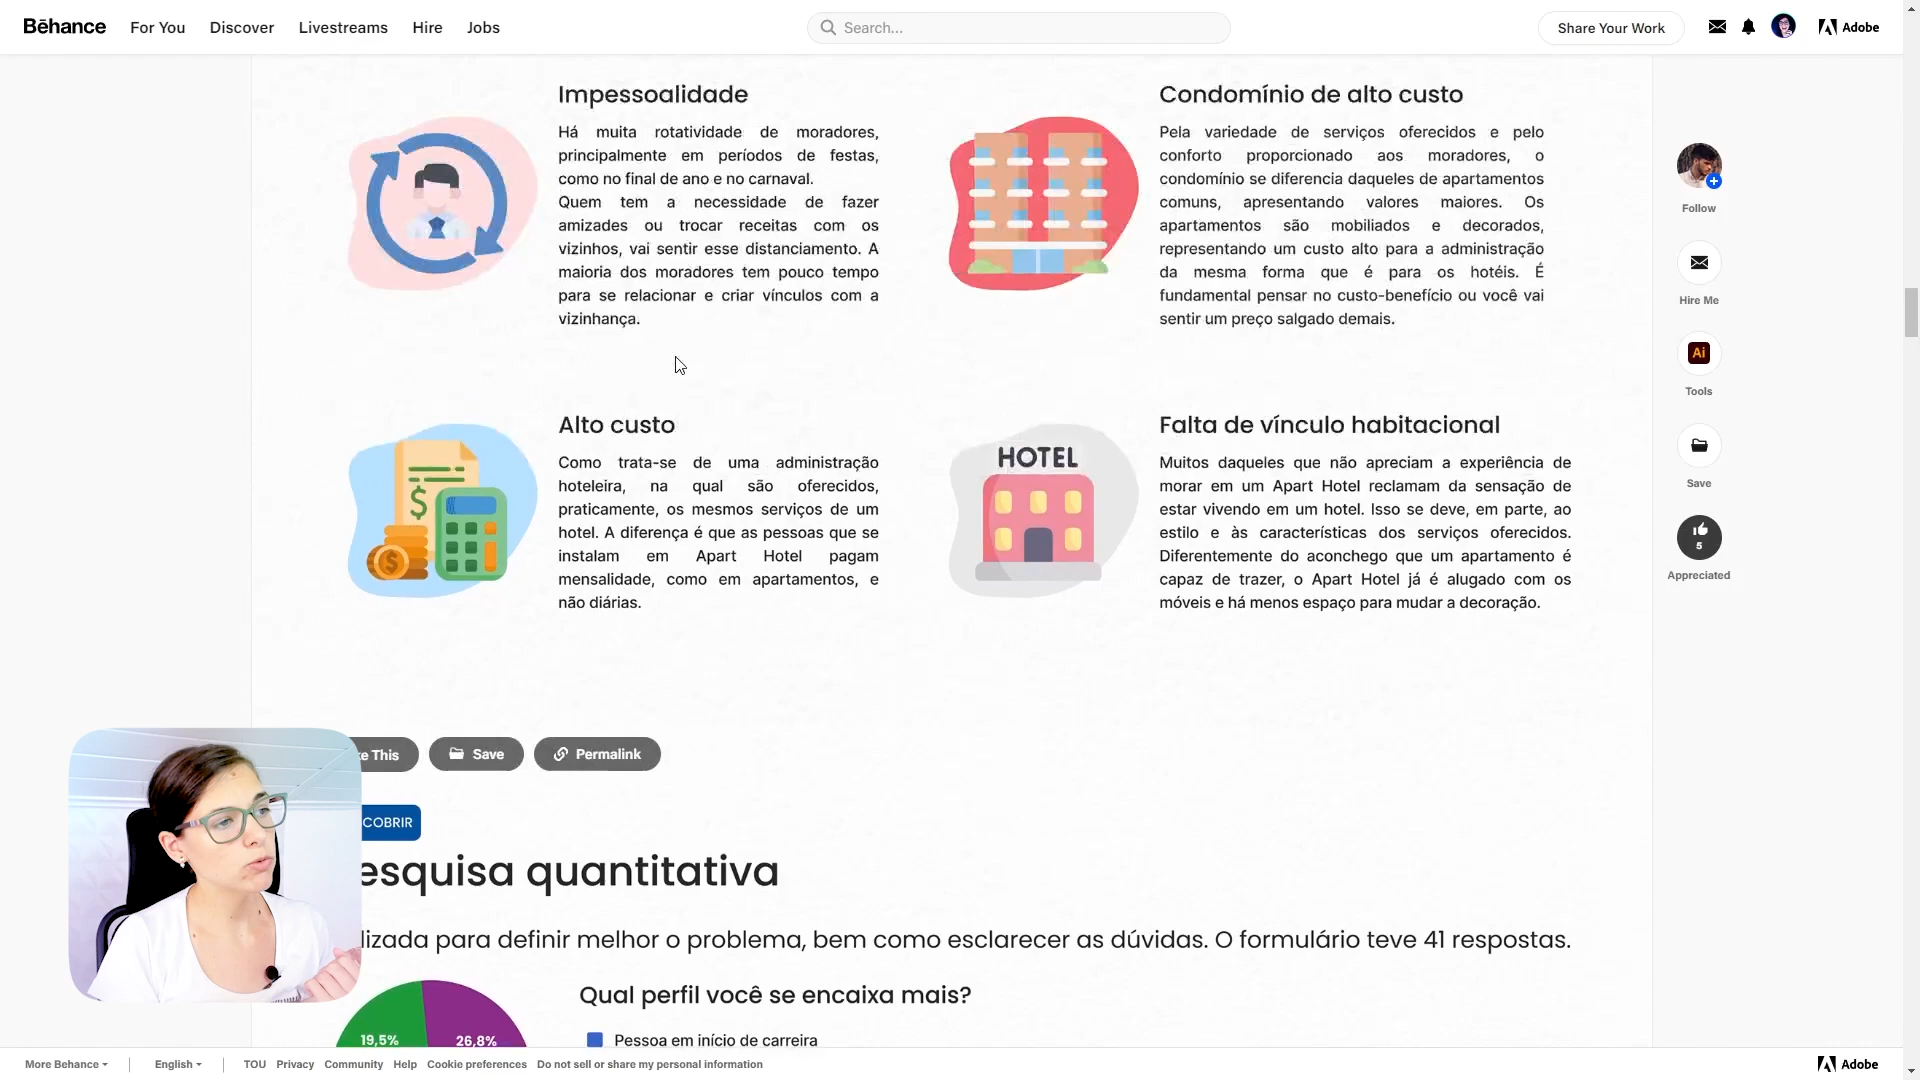 Bēhance For You Discover Livestreams Hire Jobs Search... Share Your Work Adobe
Impessoalidade
Há muita rotatividade de moradores,
principalmente em períodos de festas,
como no final de ano e no carnaval.
Quem tem a necessidade de fazer
amizades ou trocar receitas com os
vizinhos, vai sentir esse distanciamento. A
maioria dos moradores tem pouco tempo
para se relacionar e criar vínculos com a
vizinhança.
Condomínio de alto custo
Pela variedade de serviços oferecidos e pelo
conforto proporcionado aos moradores, o
condomínio se diferencia daqueles de apartamentos
comuns, apresentando valores maiores. Os
apartamentos são mobiliados e decorados,
representando um custo alto para a administração
da mesma forma que é para os hotéis. É
fundamental pensar no custo-benefício ou você vai
sentir um preço salgado demais.
Follow
Hire Me
Ai
Tools
Save
5
Appreciated
Alto custo
Como trata-se de uma administração
hoteleira, na qual são oferecidos,
praticamente, os mesmos serviços de um
hotel. A diferença é que as pessoas que se
instalam em Apart Hotel pagam
mensalidade, como em apartamentos, e
não diárias.
HOTEL
Falta de vínculo habitacional
Muitos daqueles que não apreciam a experiência de
morar em um Apart Hotel reclamam da sensação de
estar vivendo em um hotel. Isso se deve, em parte, ao
estilo e às características dos serviços oferecidos.
Diferentemente do aconchego que um apartamento é
capaz de trazer, o Apart Hotel já é alugado com os
móveis e há menos espaço para mudar a decoração.
ke This Save Permalink
COBRIR
esquisa quantitativa
lizada para definir melhor o problema, bem como esclarecer as dúvidas. O formulário teve 41 respostas.
19,5% 26,8%
Qual perfil você se encaixa mais?
Pessoa em início de carreira
More Behance English TOU Privacy Community Help Cookie preferences Do not sell or share my personal information Adobe